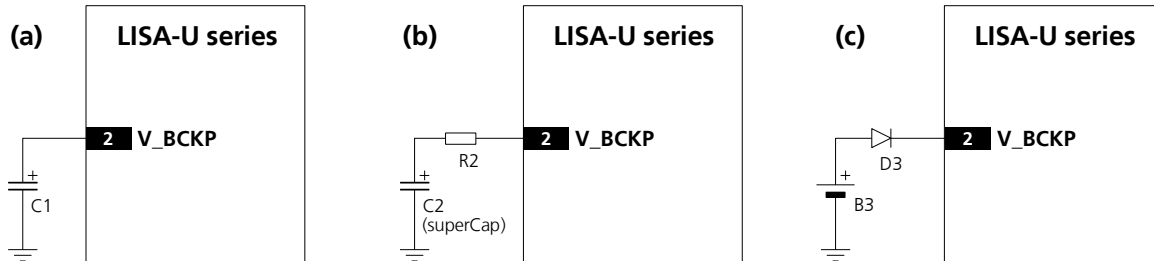 (a) LISA-U series
2 V_BCKP
+
C1
(b) LISA-U series
2 V_BCKP
R2
+
C2
(superCap)
(c) LISA-U series
2 V_BCKP
D3
+
B3